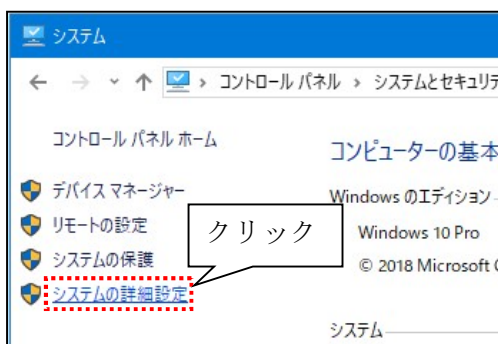 システム
コントロール パネル › システムとセキュリテ
コントロール パネル ホーム
デバイス マネージャー
リモートの設定
システムの保護
システムの詳細設定
クリック
コンピューターの基本
Windows のエディション
Windows 10 Pro
© 2018 Microsoft C
システム